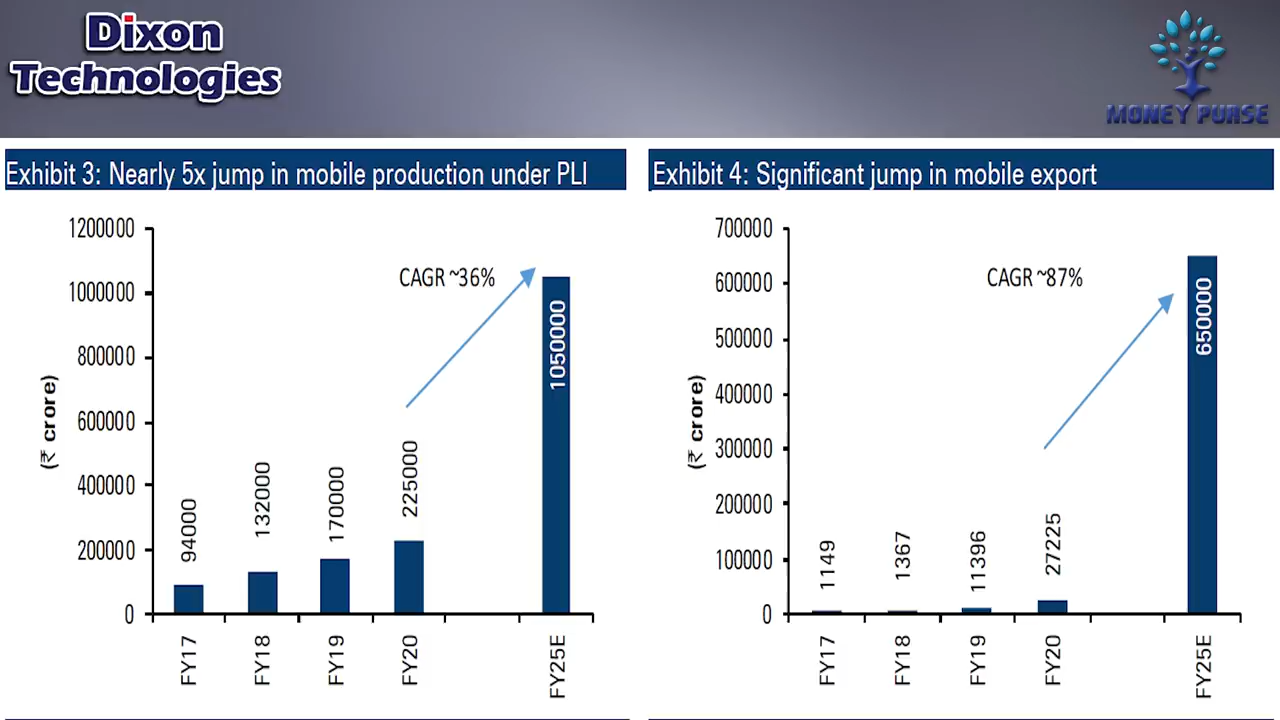 Dixon
Technologies
MONEY PURSE
Exhibit 3: Nearly 5x jump in mobile production under PLI
1200000
1000000
800000
600000
400000
200000
0
(₹ crore)
CAGR ~36%
94000
132000
170000
225000
1050000
FY17
FY18
FY19
FY20
FY25E
Exhibit 4: Significant jump in mobile export
700000
600000
500000
400000
300000
200000
100000
0
(₹ crore)
CAGR ~87%
1149
1367
11396
27225
650000
FY17
FY18
FY19
FY20
FY25E